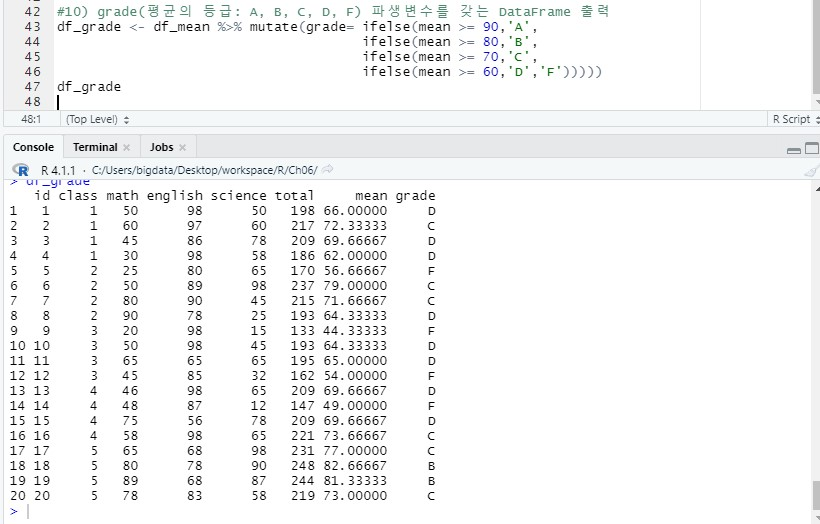 42 #10) grade(평균의 등급: A, B, C, D, F) 파생변수를 갖는 DataFrame 출력
43 df_grade <- df_mean %>% mutate(grade= ifelse(mean >= 90,'A',
44 ifelse(mean >= 80,'B',
45 ifelse(mean >= 70,'C',
46 ifelse(mean >= 60,'D','F')))))
47 df_grade
48
48:1 (Top Level) R Script
Console Terminal Jobs
R 4.1.1 · C:/Users/bigdata/Desktop/workspace/R/Ch06/
> df_grade
id class math english science total mean grade
1 1 1 50 98 50 198 66.00000 D
2 2 1 60 97 60 217 72.33333 C
3 3 1 45 86 78 209 69.66667 D
4 4 1 30 98 58 186 62.00000 D
5 5 2 25 80 65 170 56.66667 F
6 6 2 50 89 98 237 79.00000 C
7 7 2 80 90 45 215 71.66667 C
8 8 2 90 78 25 193 64.33333 D
9 9 3 20 98 15 133 44.33333 F
10 10 3 50 98 45 193 64.33333 D
11 11 3 65 65 65 195 65.00000 D
12 12 3 45 85 32 162 54.00000 F
13 13 4 46 98 65 209 69.66667 D
14 14 4 48 87 12 147 49.00000 F
15 15 4 75 56 78 209 69.66667 D
16 16 4 58 98 65 221 73.66667 C
17 17 5 65 68 98 231 77.00000 C
18 18 5 80 78 90 248 82.66667 B
19 19 5 89 68 87 244 81.33333 B
20 20 5 78 83 58 219 73.00000 C
>